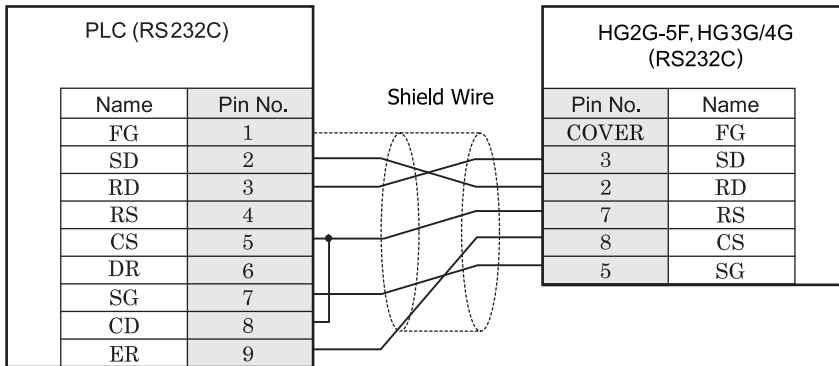 PLC (RS232C)
Name Pin No.
FG 1
SD 2
RD 3
RS 4
CS 5
DR 6
SG 7
CD 8
ER 9
Shield Wire
HG2G-5F, HG3G/4G
(RS232C)
Pin No. Name
COVER FG
3 SD
2 RD
7 RS
8 CS
5 SG